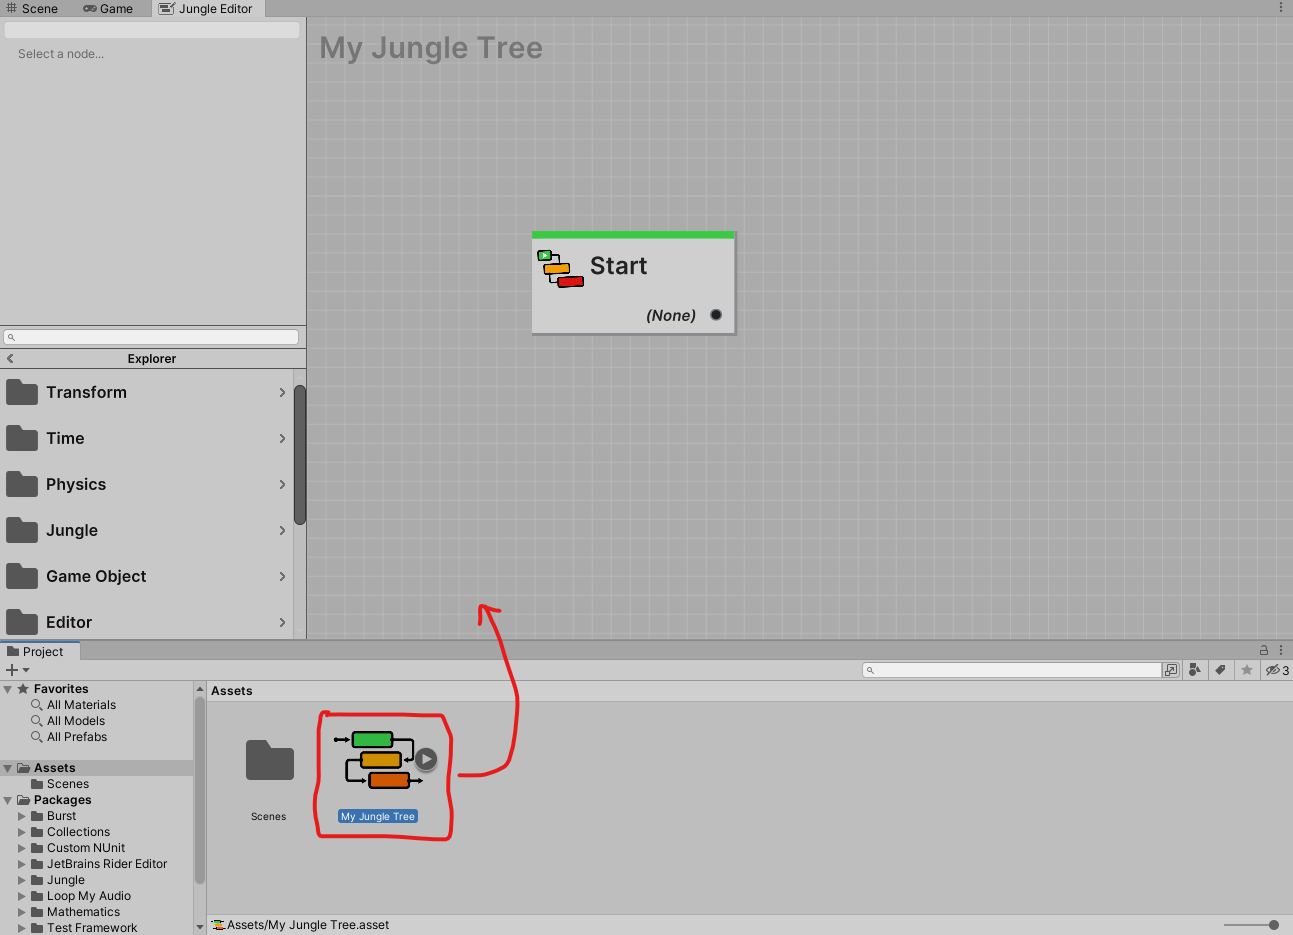 Scene Game Jungle Editor
Select a node...
My Jungle Tree
Start
(None)
Explorer
Transform
Time
Physics
Jungle
Game Object
Editor
Project
3
Favorites
All Materials
All Models
All Prefabs
Assets
Scenes
Packages
Burst
Collections
Custom NUnit
JetBrains Rider Editor
Jungle
Loop My Audio
Mathematics
Test Framework
Assets
Scenes
My Jungle Tree
Assets/My Jungle Tree.asset